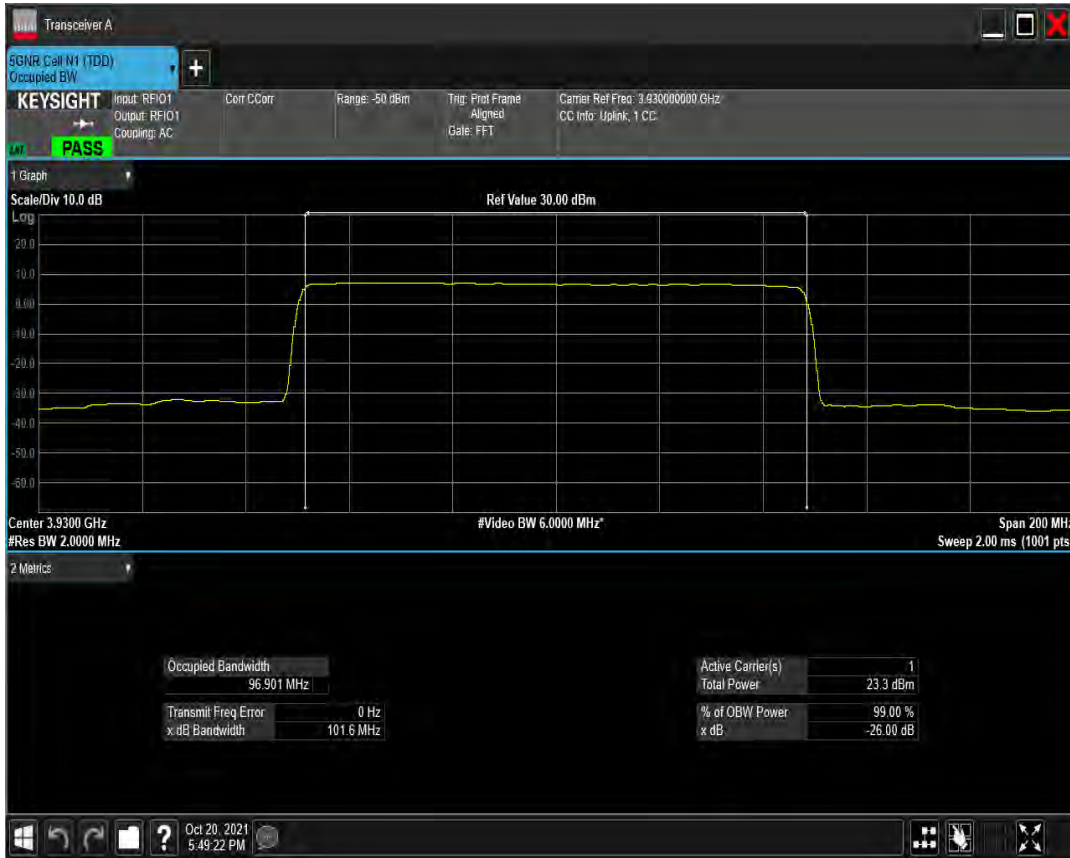 Transceiver A
5GNR Cell N1 (TDD)
Occupied BW
KEYSIGHT
Input: RFIO1
Output: RFIO1
Coupling: AC
Corr CCorr
Range: -50 dBm
Trig: Prot Frame
Aligned
Gate: FFT
Carrier Ref Freq: 3.930000000 GHz
CC Info: Uplink, 1 CC
PASS
1 Graph
Scale/Div 10.0 dB
Ref Value 30.00 dBm
Log
20.0
10.0
0.00
-10.0
-20.0
-30.0
-40.0
-50.0
-60.0
Center 3.9300 GHz
#Video BW 6.0000 MHz*
Span 200 MHz
#Res BW 2.0000 MHz
Sweep 2.00 ms (1001 pts
2 Metrics
Occupied Bandwidth
96.901 MHz
Transmit Freq Error 0 Hz
x dB Bandwidth 101.6 MHz
Active Carrier(s) 1
Total Power 23.3 dBm
% of OBW Power 99.00 %
x dB -26.00 dB
?
Oct 20, 2021
5:49:22 PM